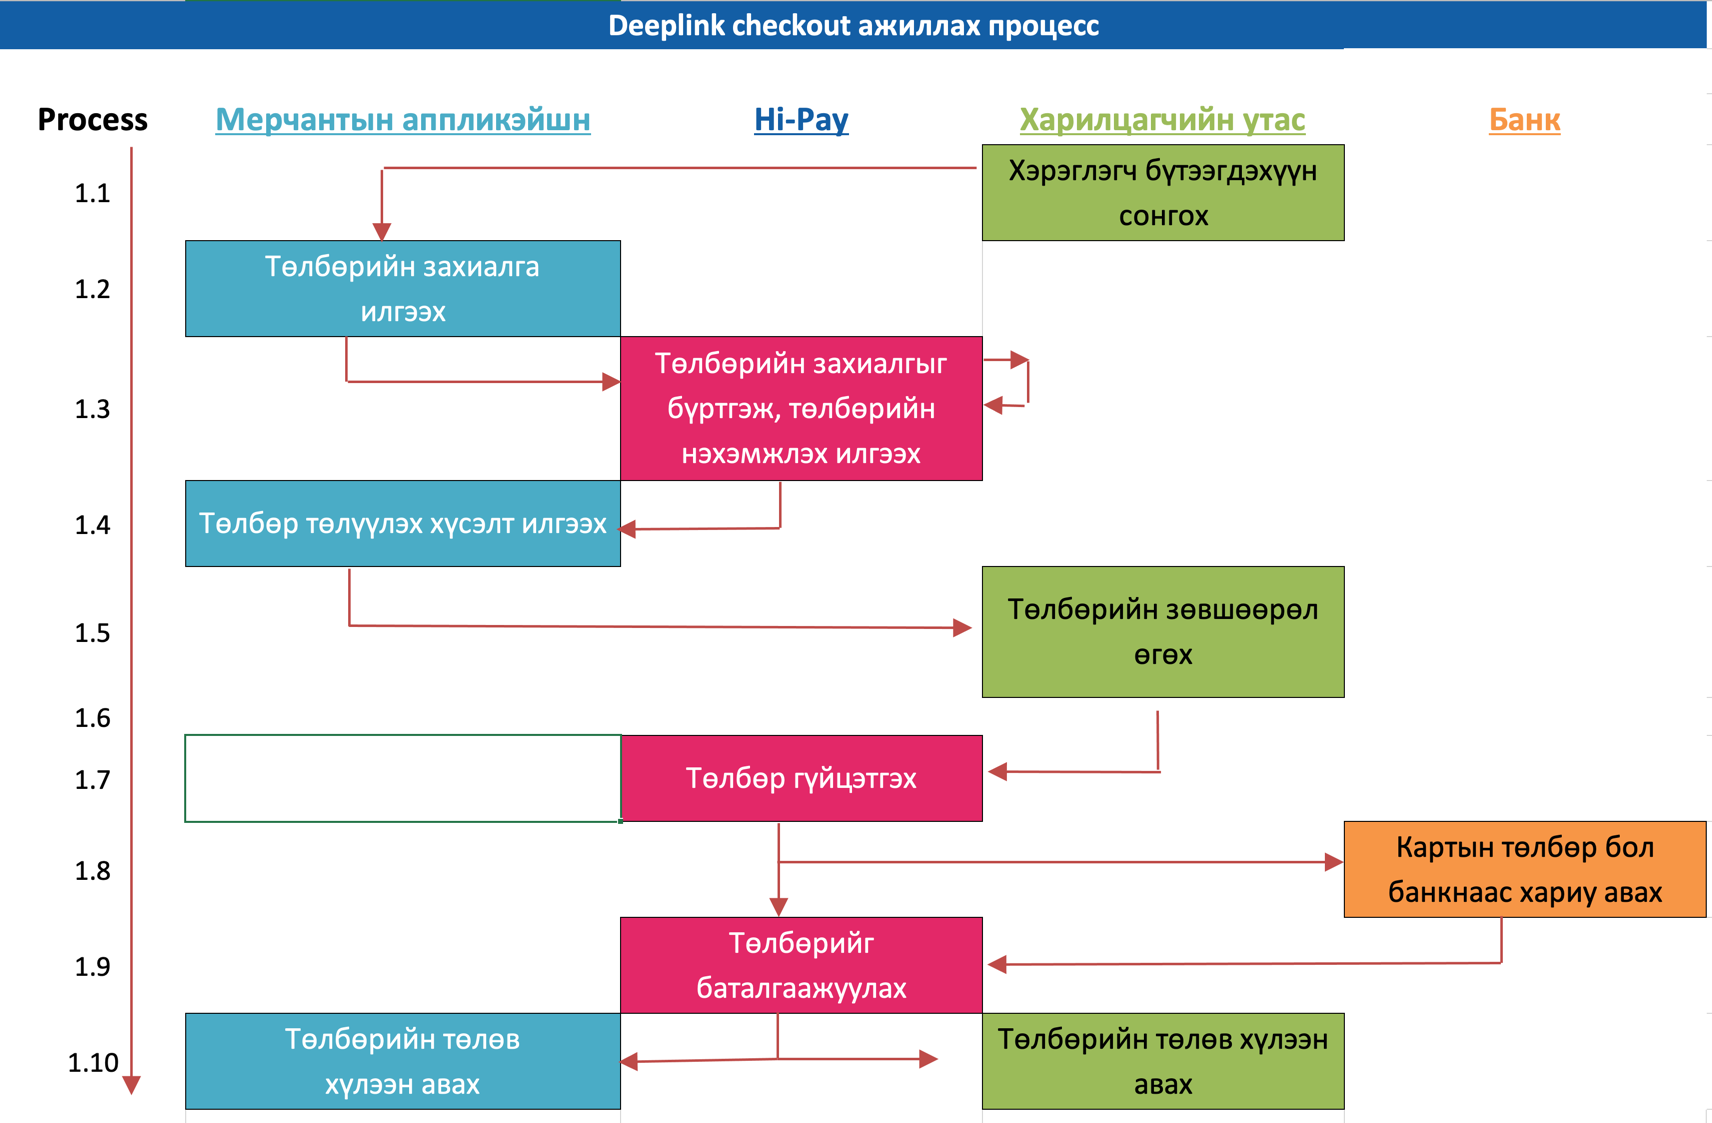 Deeplink checkout ажиллах процесс
Process
Мерчантын аппликэйшн
Hi-Pay
Харилцагчийн утас
Банк
1.1
Хэрэглэгч бүтээгдэхүүн
сонгох
1.2
Төлбөрийн захиалга
илгээх
1.3
Төлбөрийн захиалгыг
бүртгэж, төлбөрийн
нэхэмжлэх илгээх
1.4
Төлбөр төлүүлэх хүсэлт илгээх
1.5
Төлбөрийн зөвшөөрөл
өгөх
1.6
1.7
Төлбөр гүйцэтгэх
1.8
Картын төлбөр бол
банкнаас хариу авах
1.9
Төлбөрийг
баталгаажуулах
1.10
Төлбөрийн төлөв
хүлээн авах
Төлбөрийн төлөв хүлээн
авах